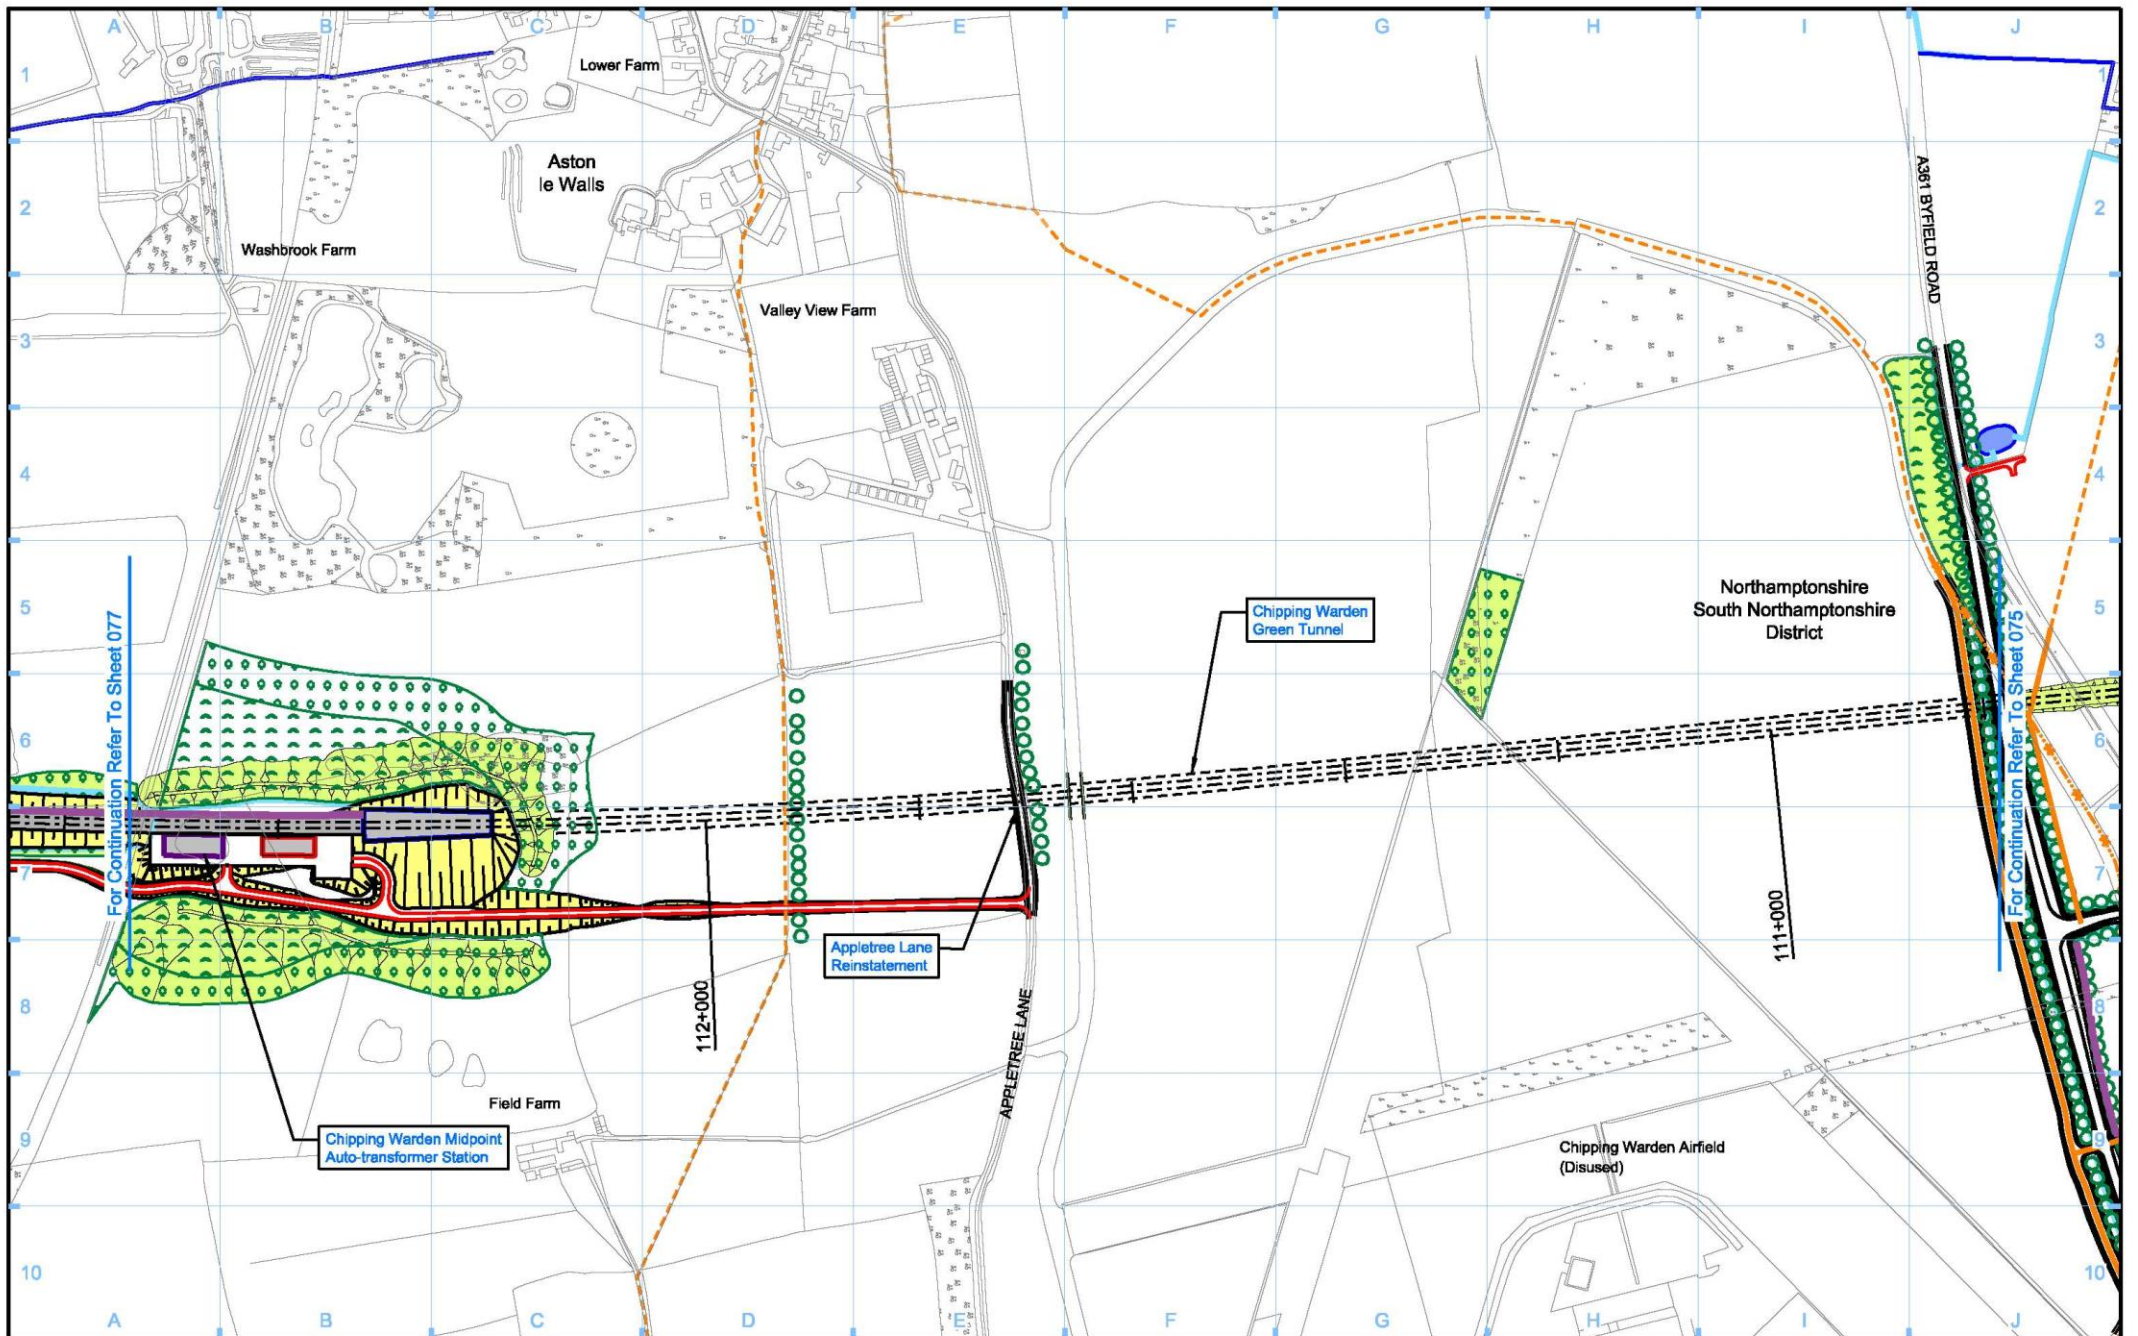 A B C D E F G H I J
1
Lower Farm
1
Aston
le Walls
A361 BYFIELD ROAD
2
2
Washbrook Farm
Valley View Farm
3
3
4
4
For Continuation Refer To Sheet 077
5
Chipping Warden
Green Tunnel
Northamptonshire
South Northamptonshire
District
5
For Continuation Refer To Sheet 075
6
6
7
7
111+000
Appletree Lane
Reinstatement
112+000
8
8
APPLETREE LANE
Field Farm
9
Chipping Warden Midpoint
Auto-transformer Station
Chipping Warden Airfield
(Disused)
9
10
10
A B C D E F G H I J